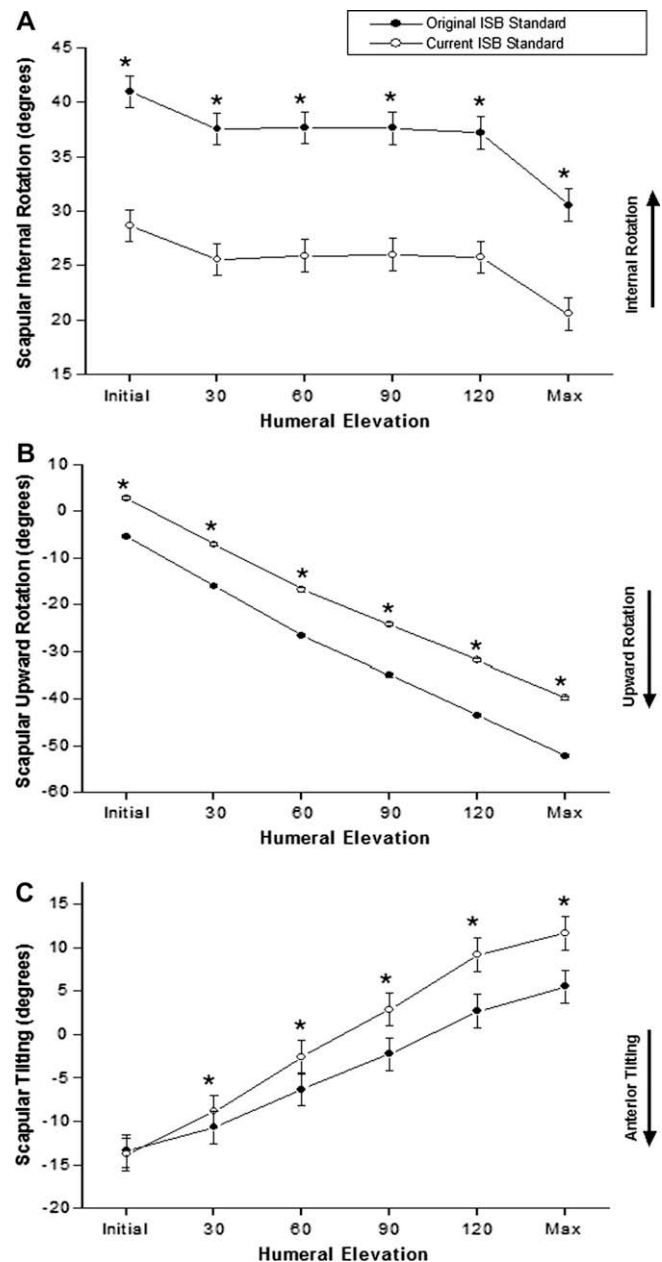 A
Original ISB Standard
Current ISB Standard
Scapular Internal Rotation (degrees)
45
40
35
30
25
20
15
* * * * * *
Internal Rotation
Initial 30 60 90 120 Max
Humeral Elevation
B
Scapular Upward Rotation (degrees)
10
0
-10
-20
-30
-40
-50
-60
* * * * * *
Upward Rotation
Initial 30 60 90 120 Max
Humeral Elevation
C
Scapular Tilting (degrees)
15
10
5
0
-5
-10
-15
-20
* * * * *
Anterior Tilting
Initial 30 60 90 120 Max
Humeral Elevation